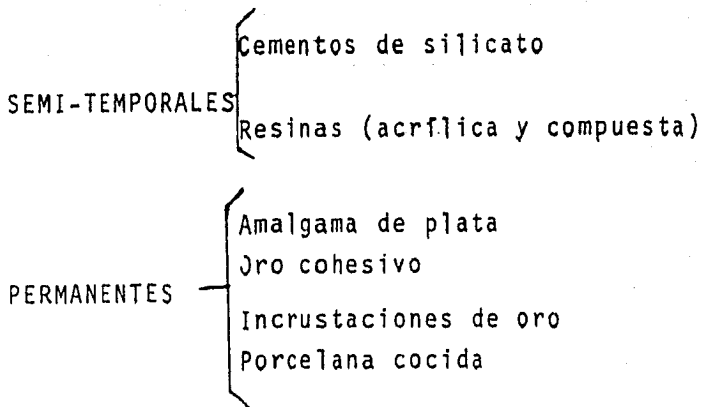 Cementos de silicato
SEMI-TEMPORALES
Resinas (acrílica y compuesta)
Amalgama de plata
Oro cohesivo
PERMANENTES
Incrustaciones de oro
Porcelana cocida